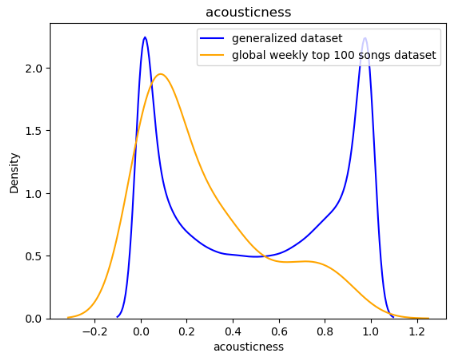 acousticness
generalized dataset
global weekly top 100 songs dataset
Density
2.0
1.5
1.0
0.5
0.0
−0.2 0.0 0.2 0.4 0.6 0.8 1.0 1.2
acousticness